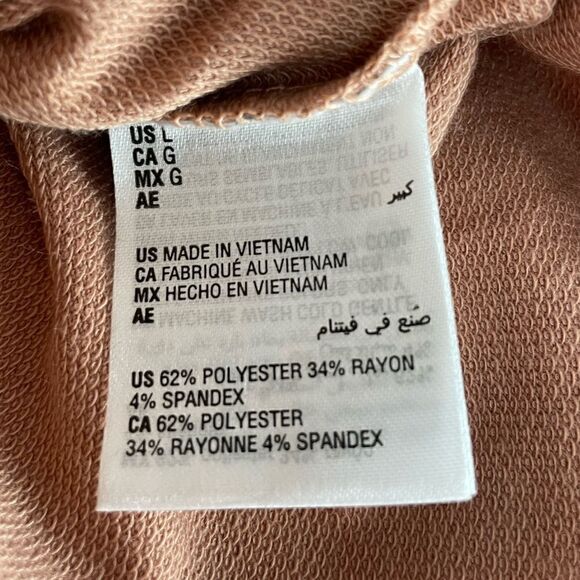 US L
CA G
MX G
AE كبير
US MADE IN VIETNAM
CA FABRIQUÉ AU VIETNAM
MX HECHO EN VIETNAM
AE
صنع في فيتنام
US 62% POLYESTER 34% RAYON
4% SPANDEX
CA 62% POLYESTER
34% RAYONNE 4% SPANDEX